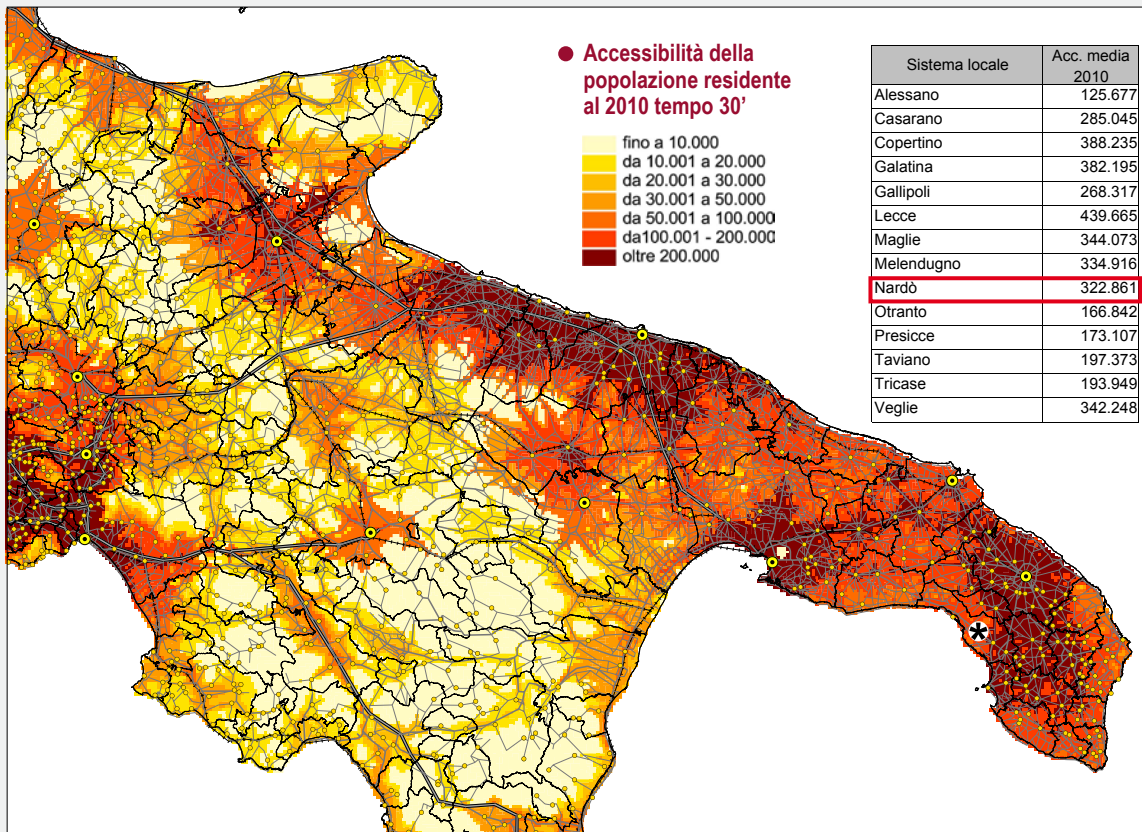 ● Accessibilità della
popolazione residente
al 2010 tempo 30’
fino a 10.000
da 10.001 a 20.000
da 20.001 a 30.000
da 30.001 a 50.000
da 50.001 a 100.000
da100.001 - 200.000
oltre 200.000
Sistema locale Acc. media 2010
Alessano 125.677
Casarano 285.045
Copertino 388.235
Galatina 382.195
Gallipoli 268.317
Lecce 439.665
Maglie 344.073
Melendugno 334.916
Nardò 322.861
Otranto 166.842
Presicce 173.107
Taviano 197.373
Tricase 193.949
Veglie 342.248
*